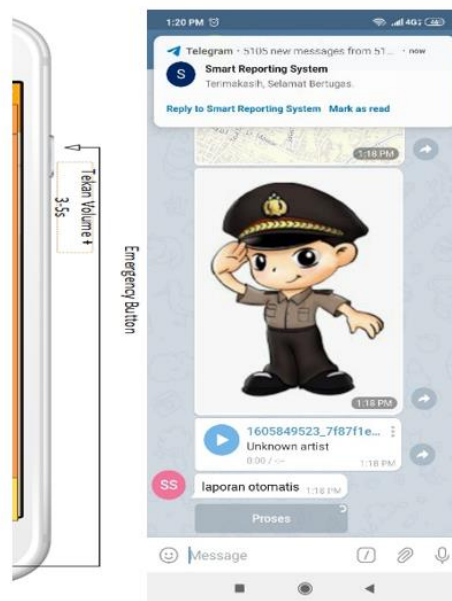 Tekan Volume +
3-5s
Emergency Button
1:20 PM
4G
Telegram · 5105 new messages from 51... · now
S
Smart Reporting System
Terimakasih, Selamat Bertugas.
Reply to Smart Reporting System Mark as read
1:18 PM
1:18 PM
1605849523_7f87f1e...
Unknown artist
0:00 / -:--
1:18 PM
SS
laporan otomatis 1:18 PM
Proses
Message